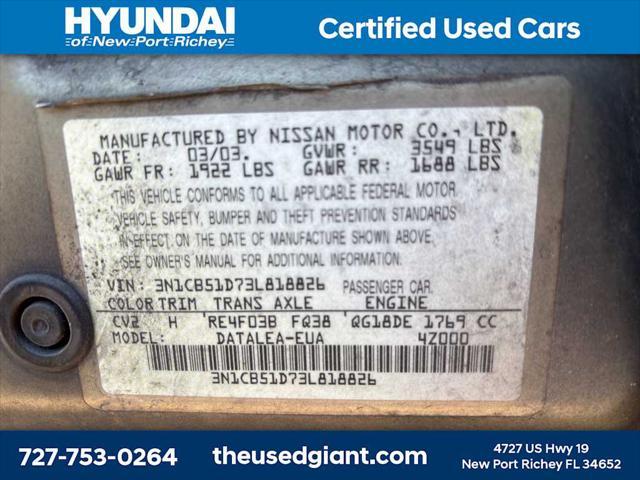 HYUNDAI
of New Port Richey
Certified Used Cars
MANUFACTURED BY NISSAN MOTOR CO., LTD.
DATE: 03/03. GVWR: 3549 LBS
GAWR FR: 1922 LBS GAWR RR: 1688 LBS
THIS VEHICLE CONFORMS TO ALL APPLICABLE FEDERAL MOTOR
VEHICLE SAFETY, BUMPER AND THEFT PREVENTION STANDARDS
IN EFFECT ON THE DATE OF MANUFACTURE SHOWN ABOVE.
SEE OWNER'S MANUAL FOR ADDITIONAL INFORMATION.
VIN: 3N1CB51D73L818826 PASSENGER CAR.
COLOR TRIM TRANS AXLE ENGINE
CV2 H RE4F03B FQ38 QG18DE 1769 CC
MODEL: DATALEA-EUA 4Z000
3N1CB51D73L818826
727-753-0264
theusedgiant.com
4727 US Hwy 19
New Port Richey FL 34652